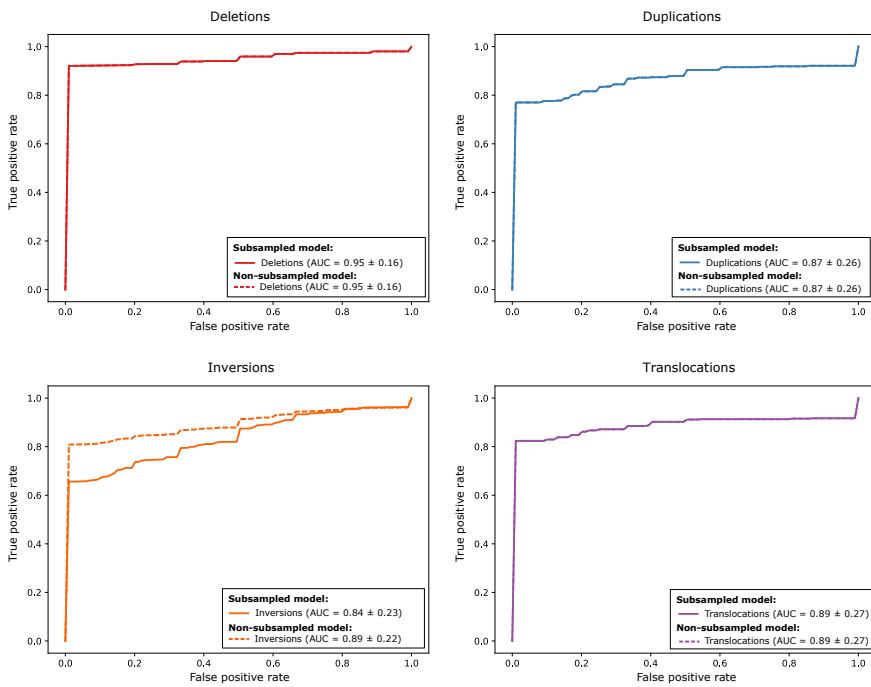 Deletions
1.0
0.8
0.6
0.4
0.2
0.0
True positive rate
Subsampled model:
Deletions (AUC = 0.95 ± 0.16)
Non-subsampled model:
Deletions (AUC = 0.95 ± 0.16)
0.0 0.2 0.4 0.6 0.8 1.0
False positive rate
Duplications
1.0
0.8
0.6
0.4
0.2
0.0
True positive rate
Subsampled model:
Duplications (AUC = 0.87 ± 0.26)
Non-subsampled model:
Duplications (AUC = 0.87 ± 0.26)
0.0 0.2 0.4 0.6 0.8 1.0
False positive rate
Inversions
1.0
0.8
0.6
0.4
0.2
0.0
True positive rate
Subsampled model:
Inversions (AUC = 0.84 ± 0.23)
Non-subsampled model:
Inversions (AUC = 0.89 ± 0.22)
0.0 0.2 0.4 0.6 0.8 1.0
False positive rate
Translocations
1.0
0.8
0.6
0.4
0.2
0.0
True positive rate
Subsampled model:
Translocations (AUC = 0.89 ± 0.27)
Non-subsampled model:
Translocations (AUC = 0.89 ± 0.27)
0.0 0.2 0.4 0.6 0.8 1.0
False positive rate